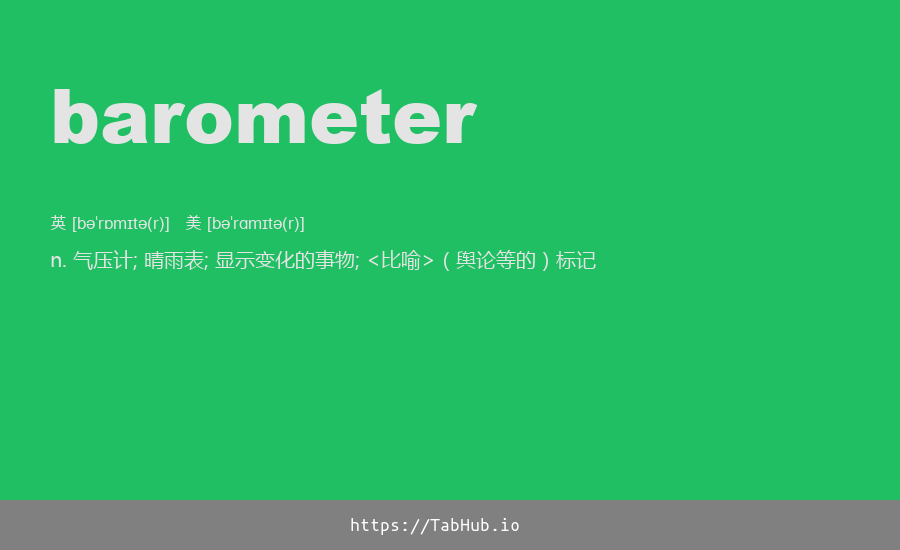 barometer
英 [bəˈrɒmɪtə(r)] 美 [bəˈrɑmɪtə(r)]
n. 气压计; 晴雨表; 显示变化的事物; <比喻>（舆论等的）标记
https://TabHub.io